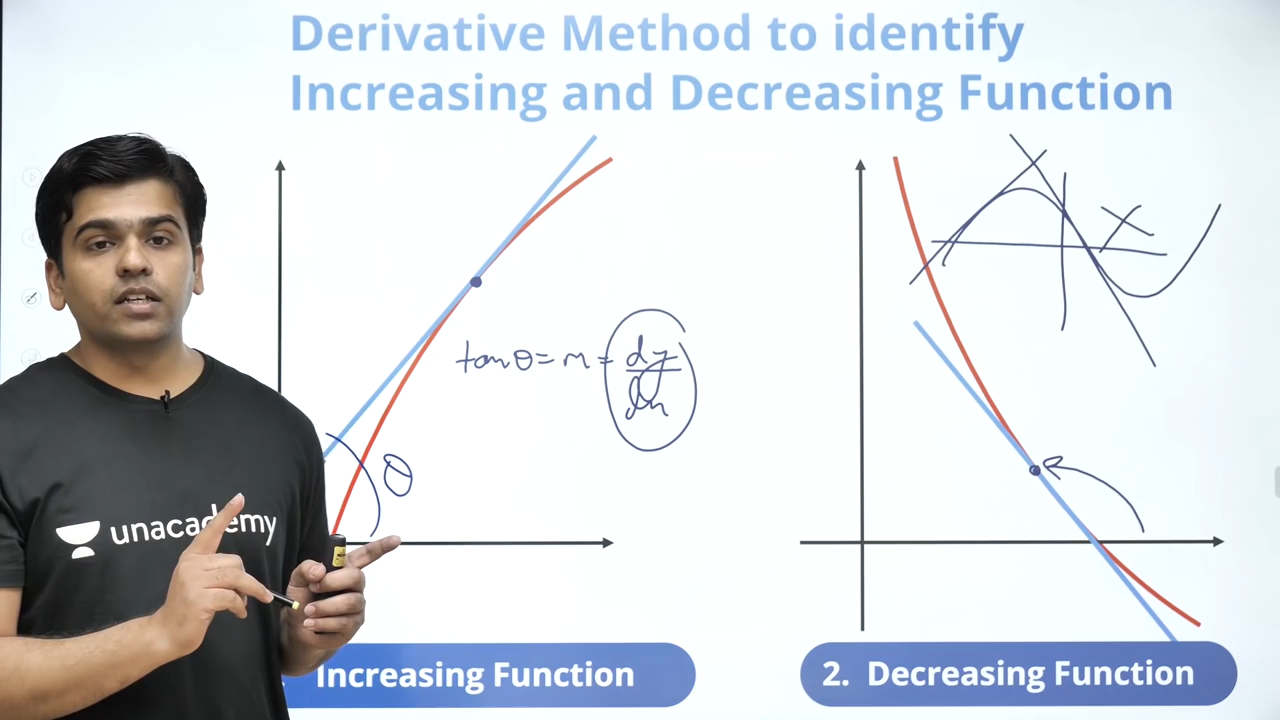 Derivative Method to identify
Increasing and Decreasing Function
tanθ = m = dy/dx
θ
unacademy
Increasing Function
2. Decreasing Function